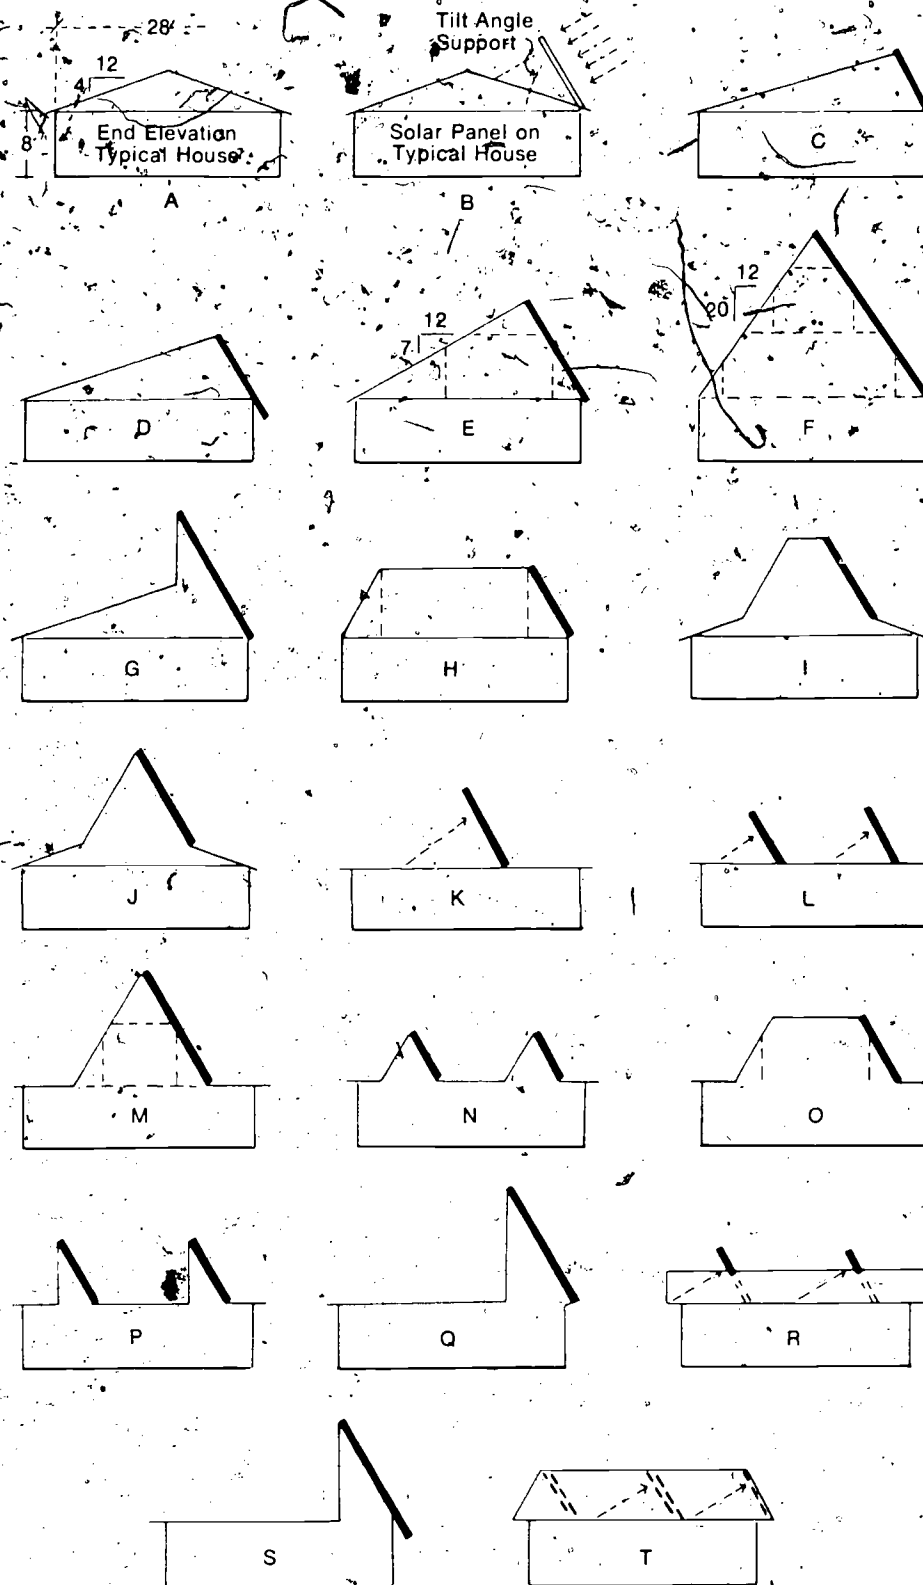 28'
12
4
8
End Elevation
Typical House
A
Tilt Angle
Support
Solar Panel on
Typical House
B
C
D
12
7
E
12
20
F
G
H
I
J
K
L
M
N
O
P
Q
R
S
T